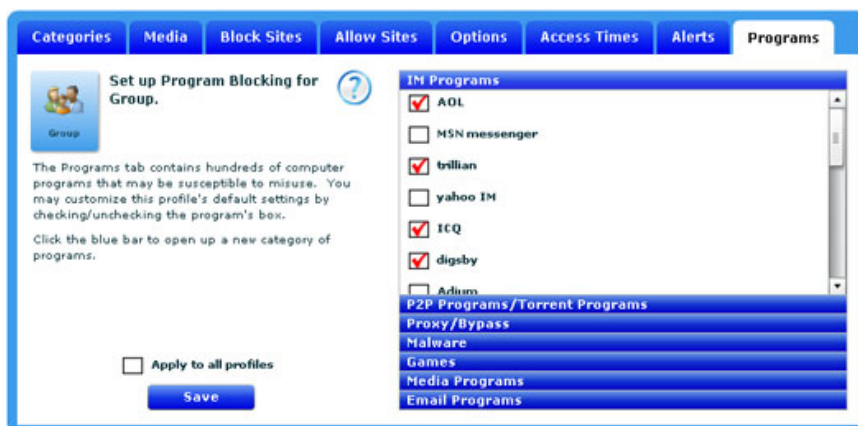 Categories
Media
Block Sites
Allow Sites
Options
Access Times
Alerts
Programs
Group
Set up Program Blocking for
Group.
?
The Programs tab contains hundreds of computer
programs that may be susceptible to misuse. You
may customize this profile's default settings by
checking/unchecking the program's box.
Click the blue bar to open up a new category of
programs.
Apply to all profiles
Save
IM Programs
AOL
MSN messenger
trillian
yahoo IM
ICQ
digsby
Adium
P2P Programs/Torrent Programs
Proxy/Bypass
Malware
Games
Media Programs
Email Programs